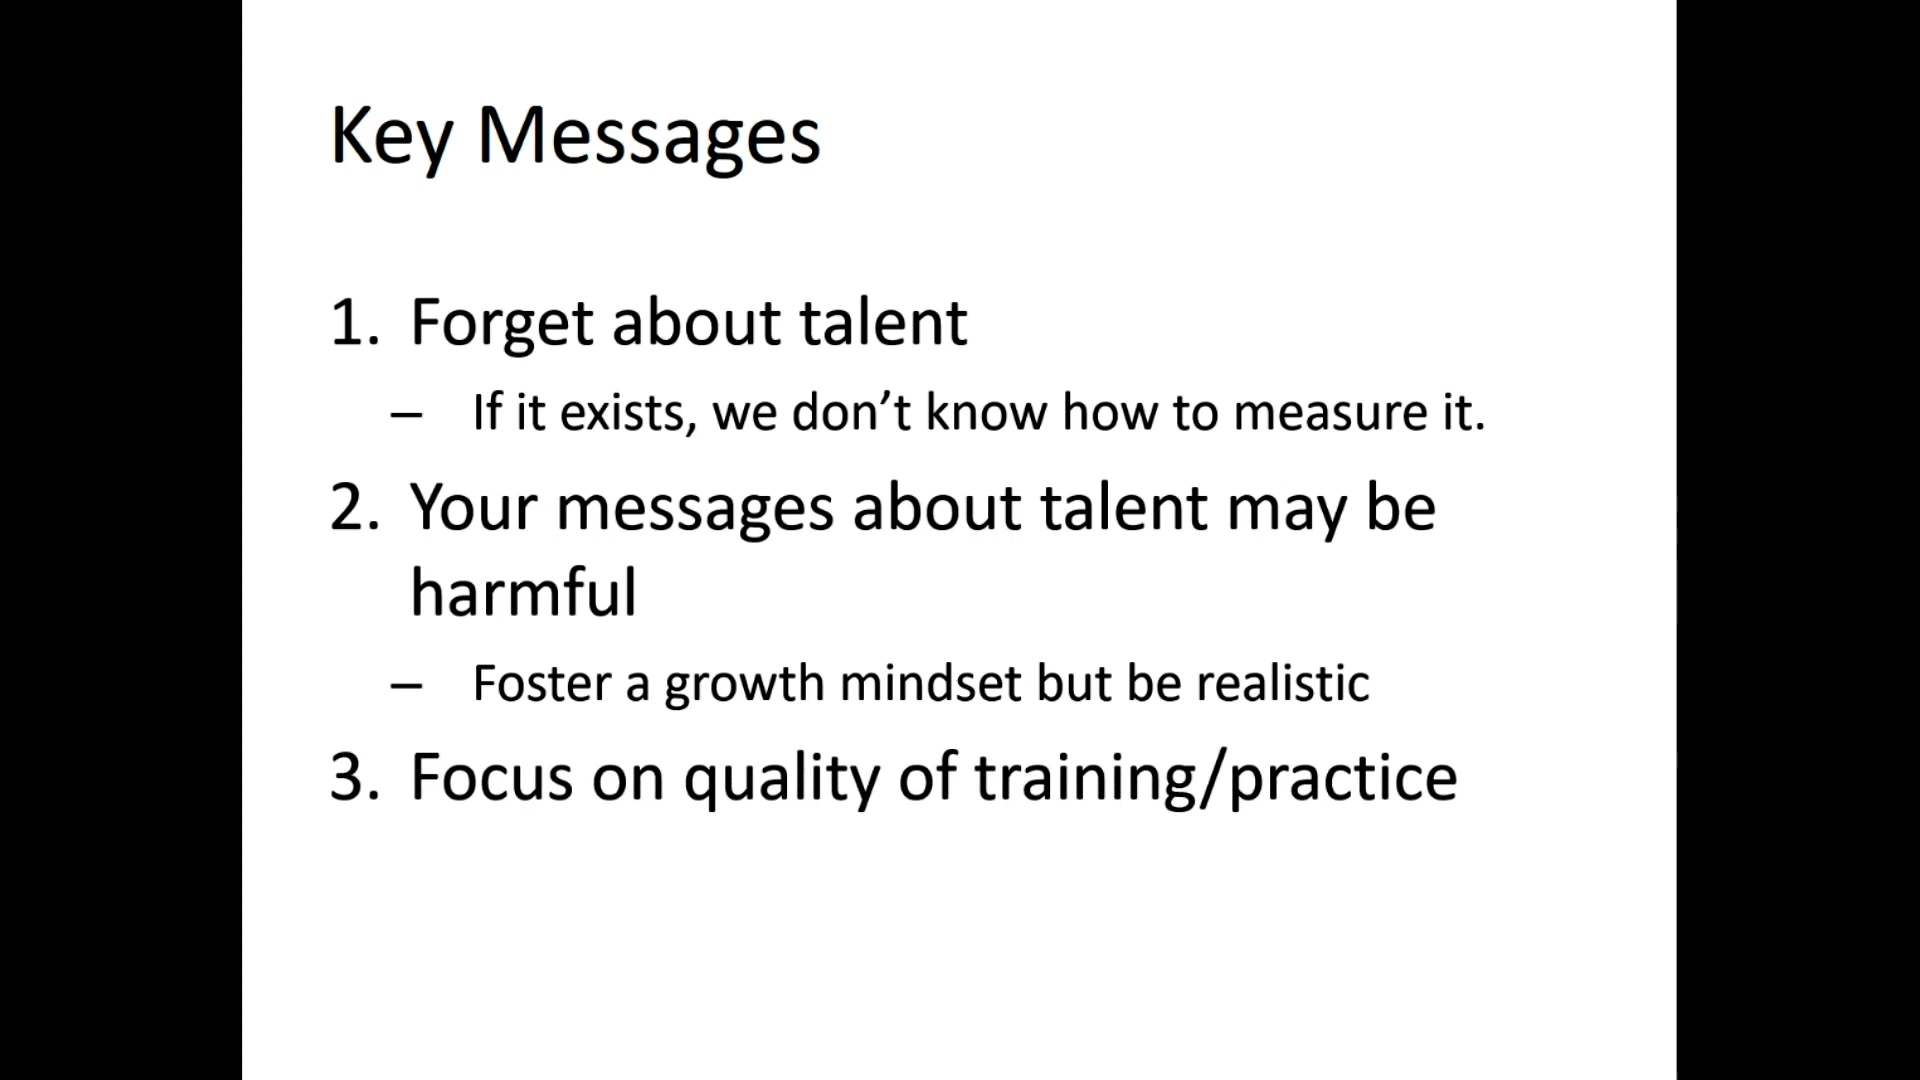 Key Messages
1. Forget about talent
– If it exists, we don’t know how to measure it.
2. Your messages about talent may be
harmful
– Foster a growth mindset but be realistic
3. Focus on quality of training/practice